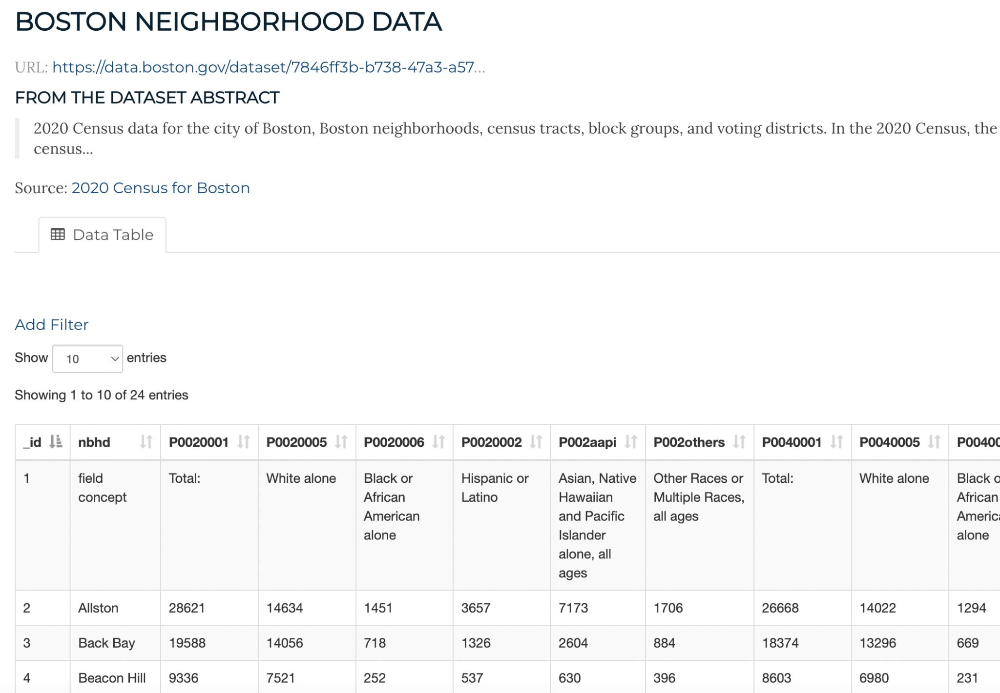 BOSTON NEIGHBORHOOD DATA
URL: https://data.boston.gov/dataset/7846ff3b-b738-47a3-a57...
FROM THE DATASET ABSTRACT
2020 Census data for the city of Boston, Boston neighborhoods, census tracts, block groups, and voting districts. In the 2020 Census, the
census...
Source: 2020 Census for Boston
Data Table
Add Filter
Show 10 entries
Showing 1 to 10 of 24 entries
_id nbhd P0020001 P0020005 P0020006 P0020002 P002aapi P002others P0040001 P0040005 P00400
1 field Total: White alone Black or Hispanic or Asian, Native Other Races or Total: White alone Black o
concept African Latino Hawaiian Multiple Races, African
American and Pacific all ages Americ
alone Islander alone
alone, all
ages
2 Allston 28621 14634 1451 3657 7173 1706 26668 14022 1294
3 Back Bay 19588 14056 718 1326 2604 884 18374 13296 669
4 Beacon Hill 9336 7521 252 537 630 396 8603 6980 231